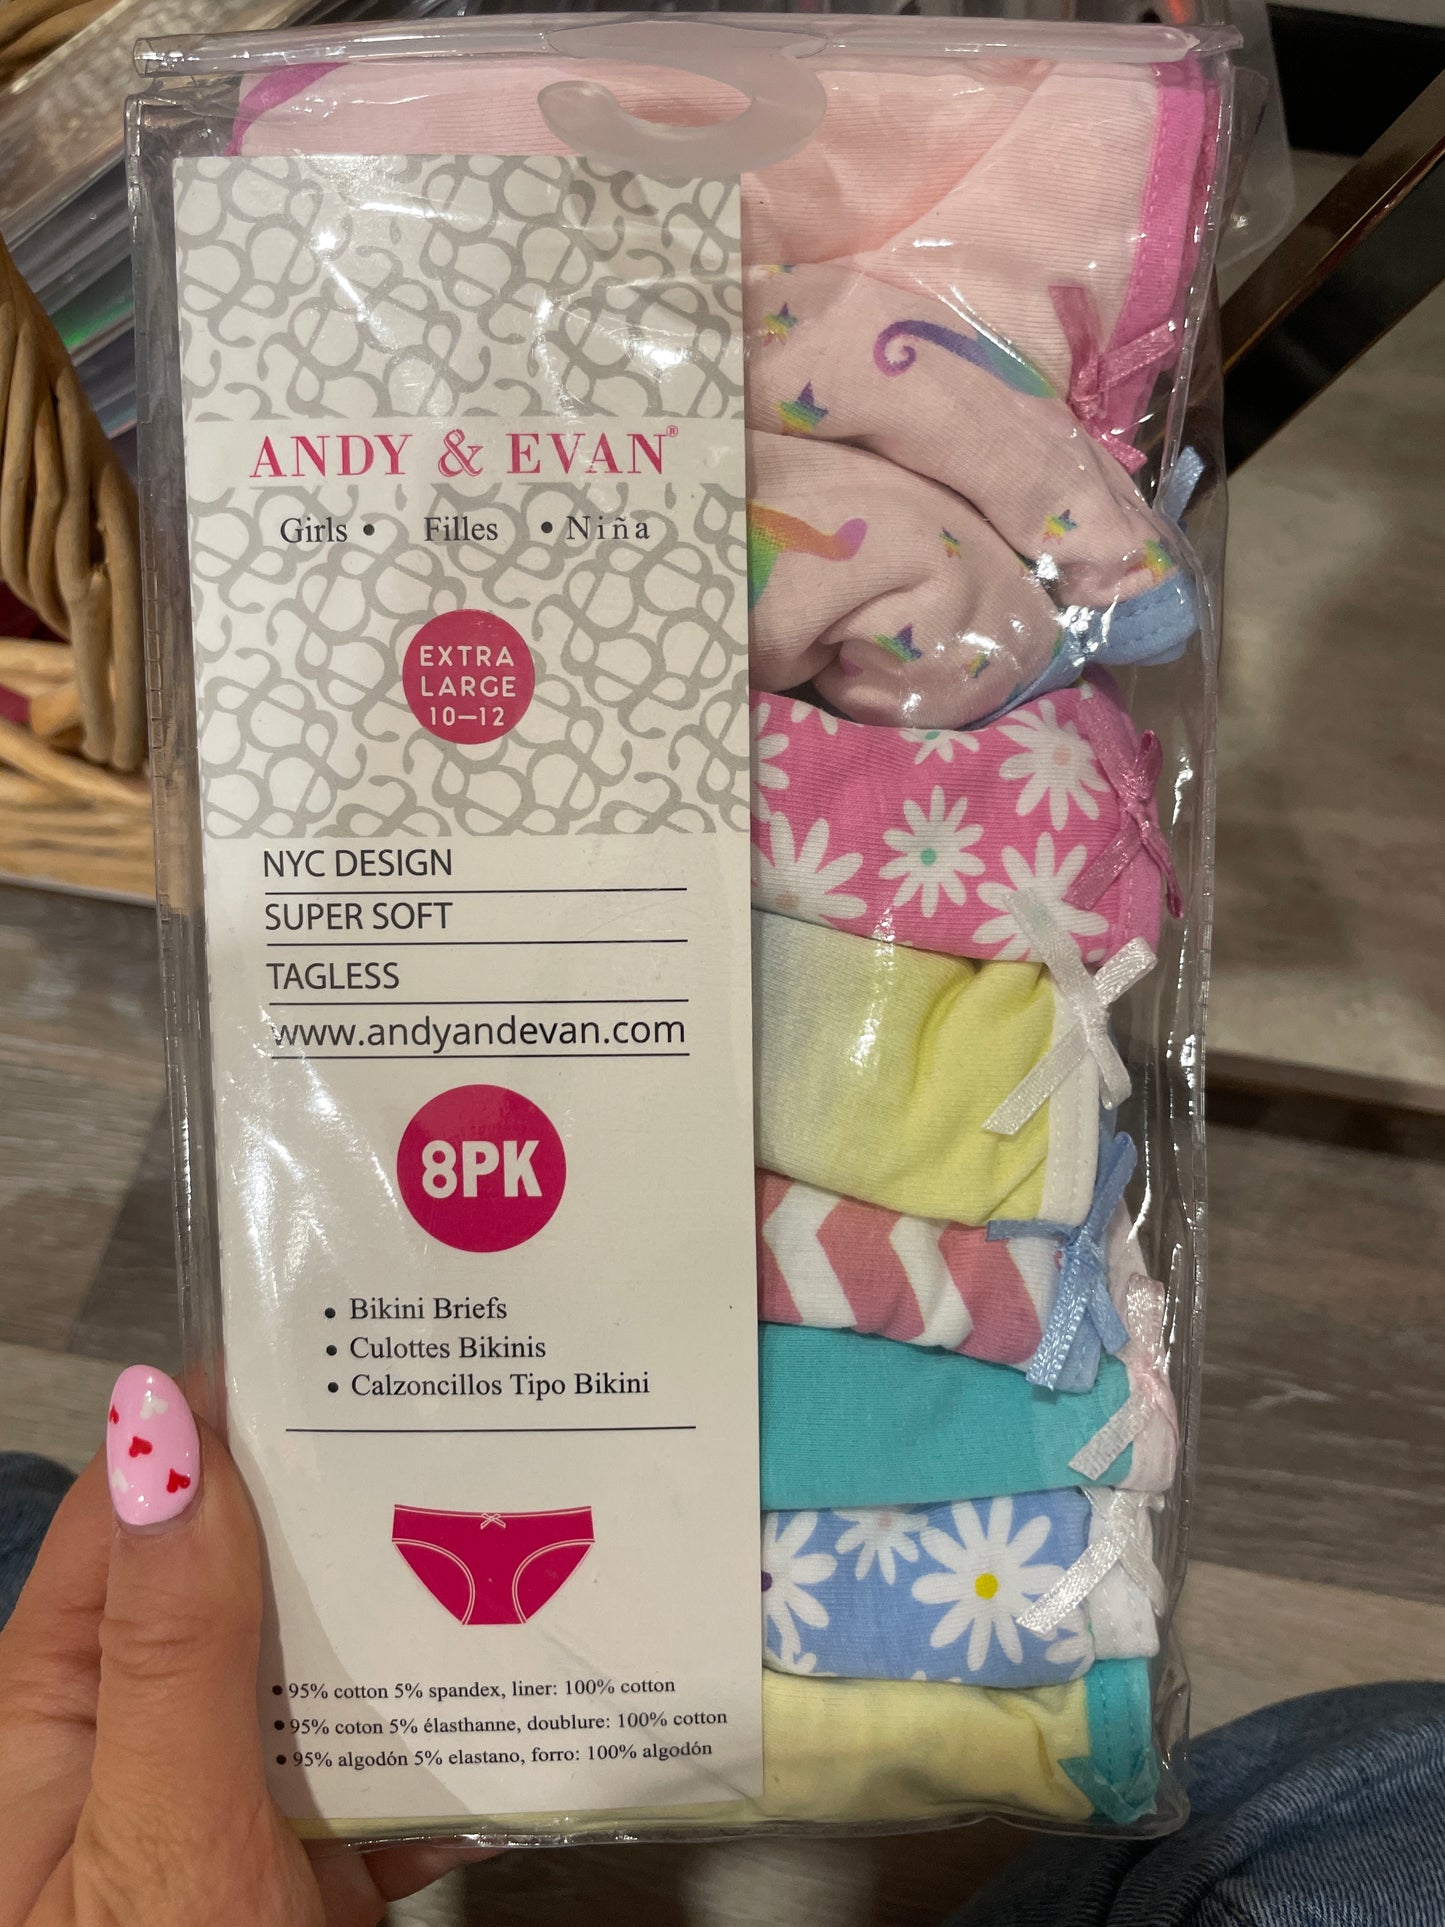 ANDY & EVAN®
Girls • Filles • Niña
EXTRA
LARGE
10—12
NYC DESIGN
SUPER SOFT
TAGLESS
www.andyandevan.com
8PK
• Bikini Briefs
• Culottes Bikinis
• Calzoncillos Tipo Bikini
• 95% cotton 5% spandex, liner: 100% cotton
• 95% coton 5% élasthanne, doublure: 100% cotton
• 95% algodón 5% elastano, forro: 100% algodón